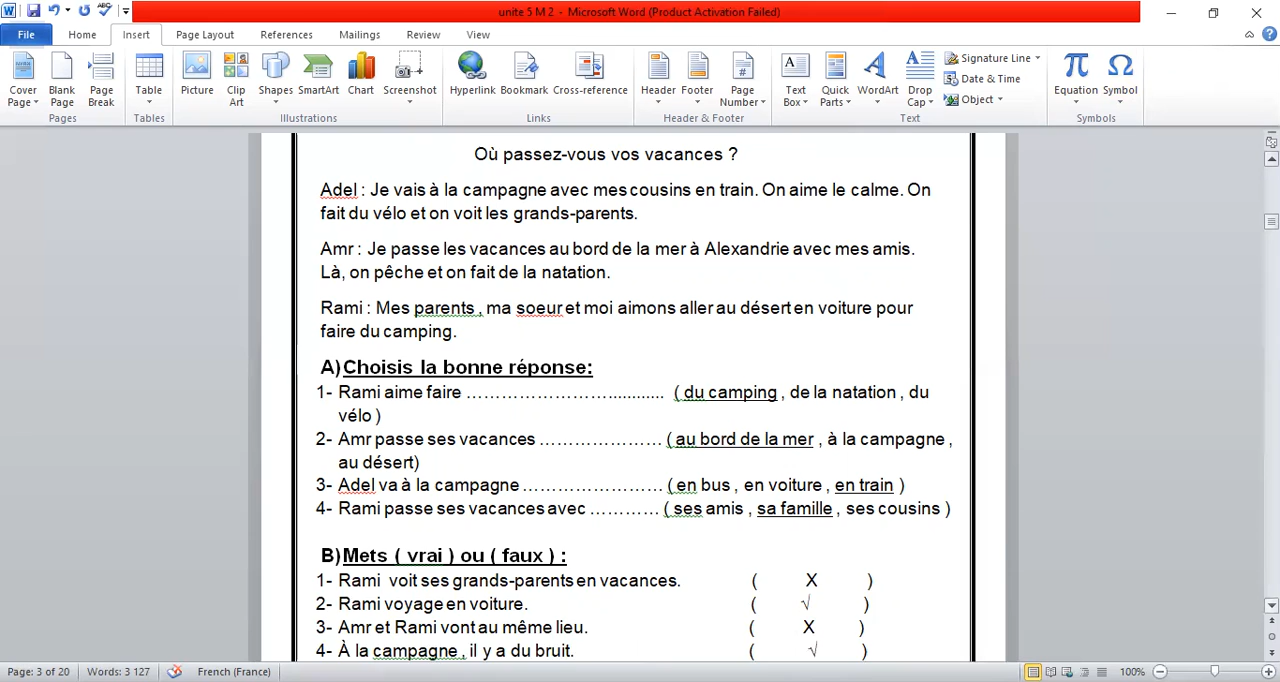 unite 5 M 2 - Microsoft Word (Product Activation Failed)
File Home Insert Page Layout References Mailings Review View
Cover Page Blank Page Page Break Table Picture Clip Art Shapes SmartArt Chart Screenshot Hyperlink Bookmark Cross-reference Header Footer Page Number Text Box Quick Parts WordArt Drop Cap Signature Line Date & Time Object Equation Symbol
Pages Tables Illustrations Links Header & Footer Text Symbols
Où passez-vous vos vacances ?
Adel : Je vais à la campagne avec mes cousins en train. On aime le calme. On
fait du vélo et on voit les grands-parents.
Amr : Je passe les vacances au bord de la mer à Alexandrie avec mes amis.
Là, on pêche et on fait de la natation.
Rami : Mes parents , ma soeur et moi aimons aller au désert en voiture pour
faire du camping.
A) Choisis la bonne réponse:
1- Rami aime faire ……………………........... ( du camping , de la natation , du
vélo )
2- Amr passe ses vacances ………………… ( au bord de la mer , à la campagne ,
au désert)
3- Adel va à la campagne …………………… ( en bus , en voiture , en train )
4- Rami passe ses vacances avec ………… ( ses amis , sa famille , ses cousins )
B) Mets ( vrai ) ou ( faux ) :
1- Rami voit ses grands-parents en vacances. ( X )
2- Rami voyage en voiture. ( √ )
3- Amr et Rami vont au même lieu. ( X )
4- À la campagne , il y a du bruit. ( √ )
Page: 3 of 20 Words: 3 127 French (France) 100%